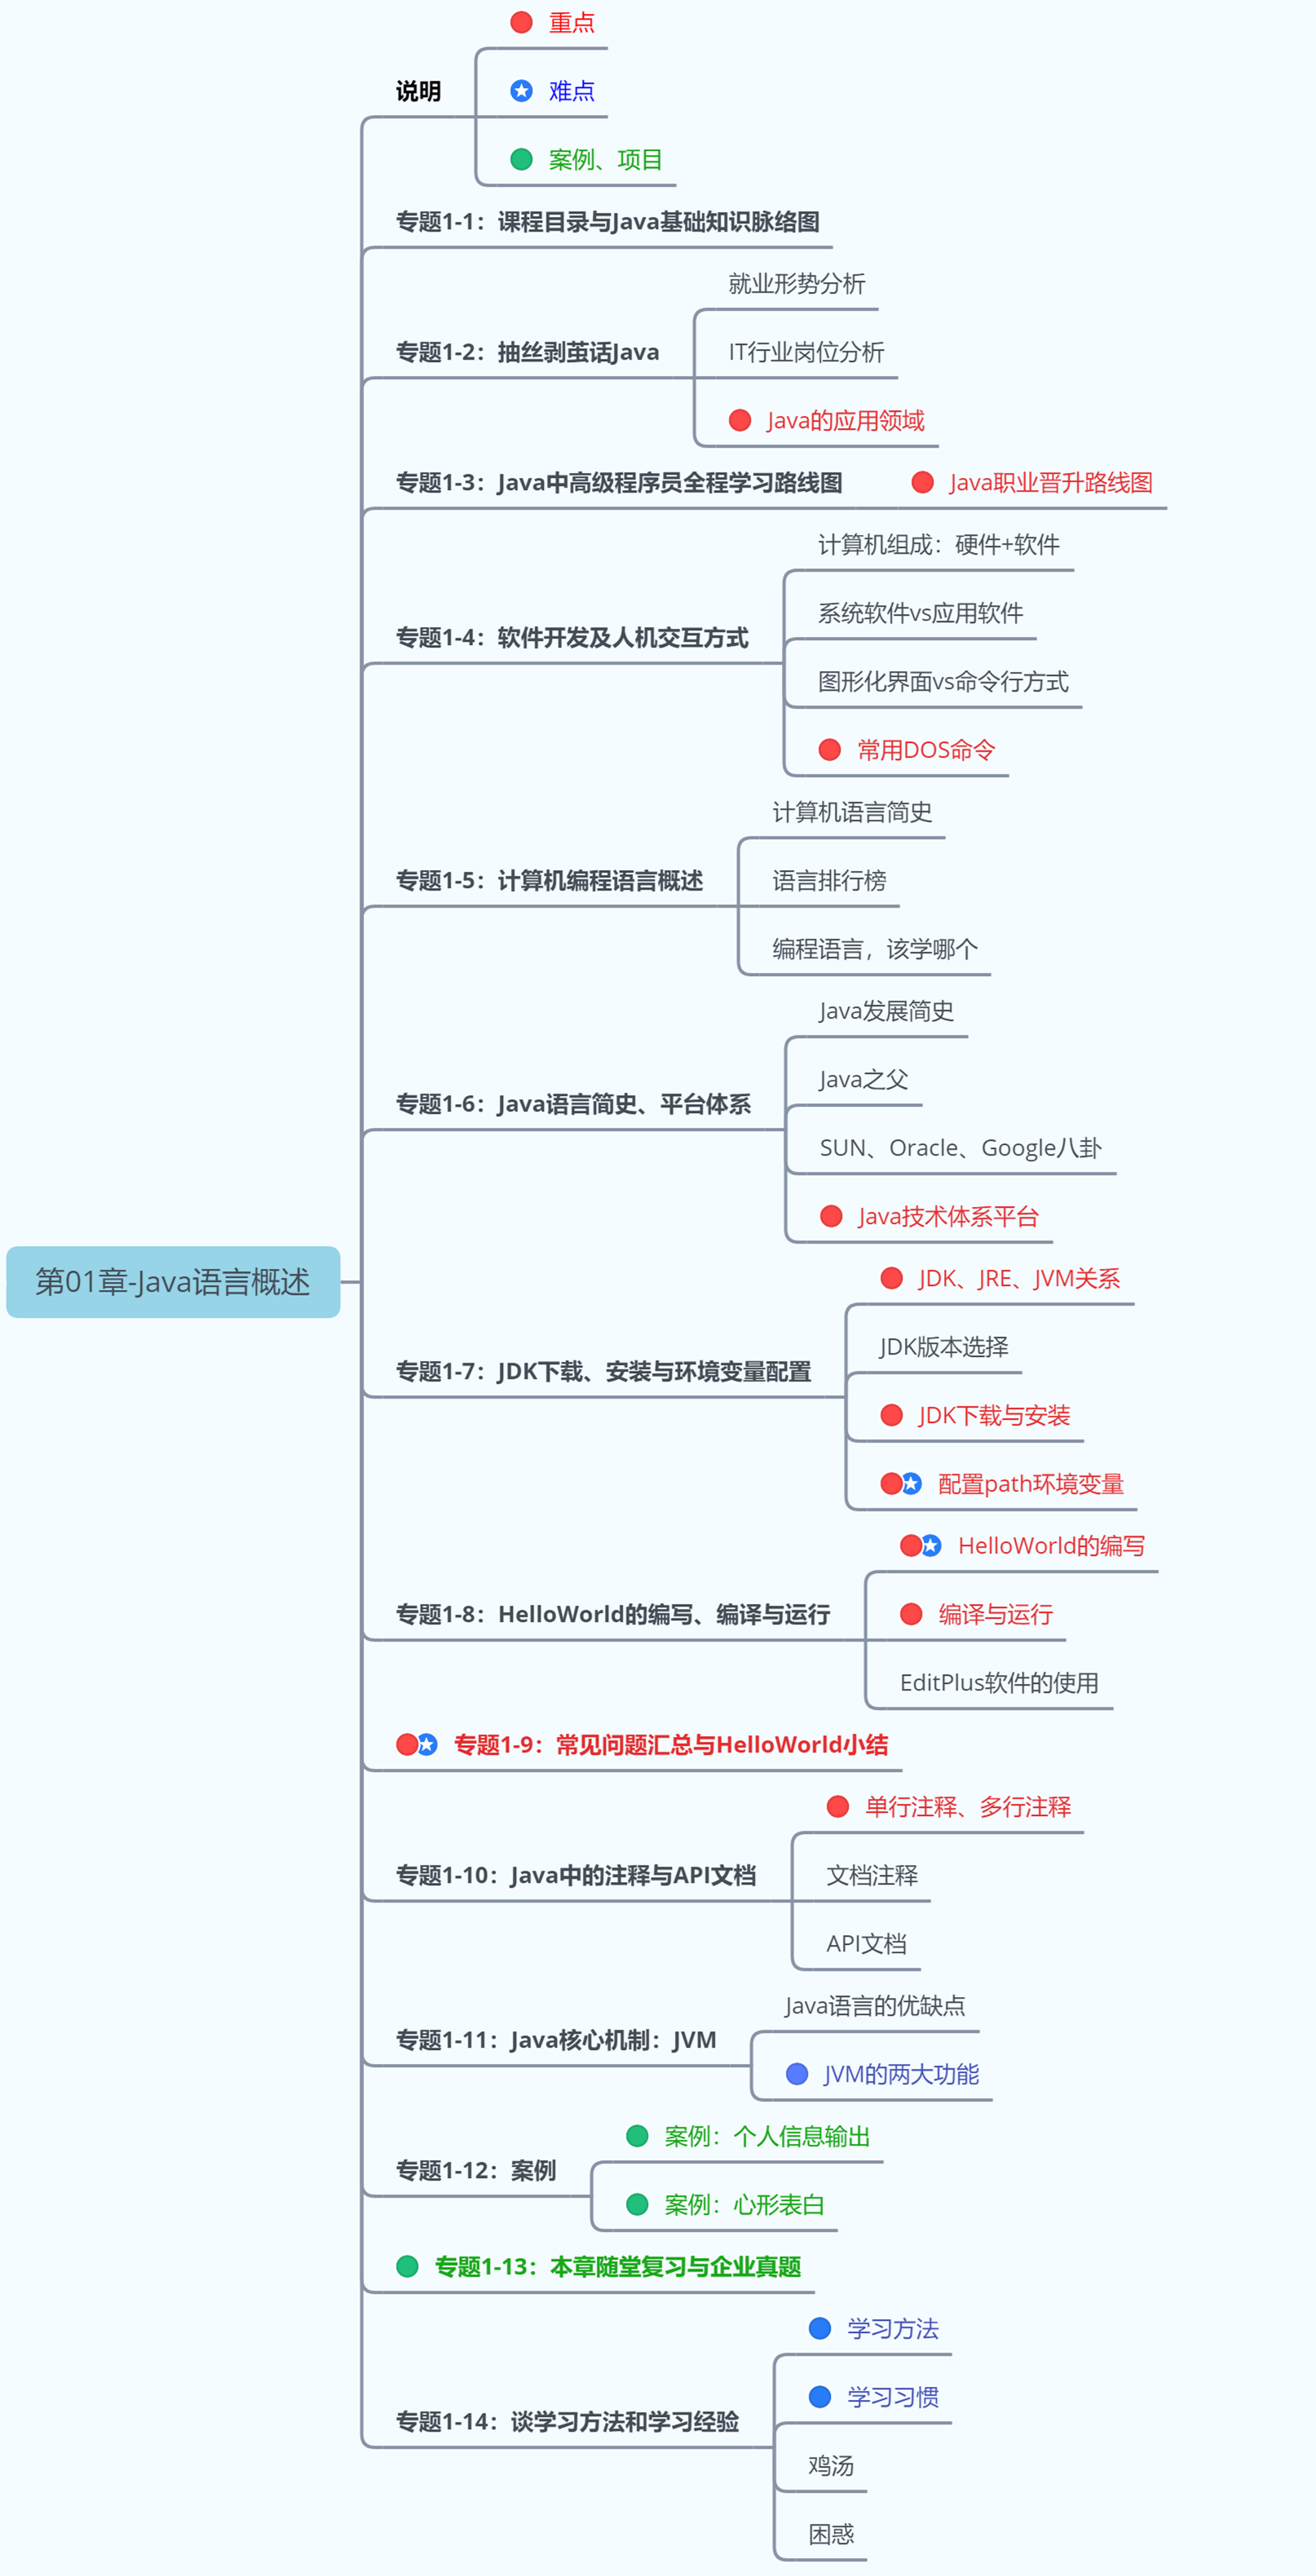 重点
说明
难点
案例、项目
专题1-1：课程目录与Java基础知识脉络图
就业形势分析
专题1-2：抽丝剥茧话Java
IT行业岗位分析
Java的应用领域
专题1-3：Java中高级程序员全程学习路线图
Java职业晋升路线图
计算机组成：硬件+软件
系统软件vs应用软件
专题1-4：软件开发及人机交互方式
图形化界面vs命令行方式
常用DOS命令
计算机语言简史
专题1-5：计算机编程语言概述
语言排行榜
编程语言，该学哪个
Java发展简史
Java之父
专题1-6：Java语言简史、平台体系
SUN、Oracle、Google八卦
Java技术体系平台
第01章-Java语言概述
JDK、JRE、JVM关系
JDK版本选择
专题1-7：JDK下载、安装与环境变量配置
JDK下载与安装
配置path环境变量
HelloWorld的编写
专题1-8：HelloWorld的编写、编译与运行
编译与运行
EditPlus软件的使用
专题1-9：常见问题汇总与HelloWorld小结
单行注释、多行注释
专题1-10：Java中的注释与API文档
文档注释
API文档
Java语言的优缺点
专题1-11：Java核心机制：JVM
JVM的两大功能
案例：个人信息输出
专题1-12：案例
案例：心形表白
专题1-13：本章随堂复习与企业真题
学习方法
学习习惯
专题1-14：谈学习方法和学习经验
鸡汤
困惑